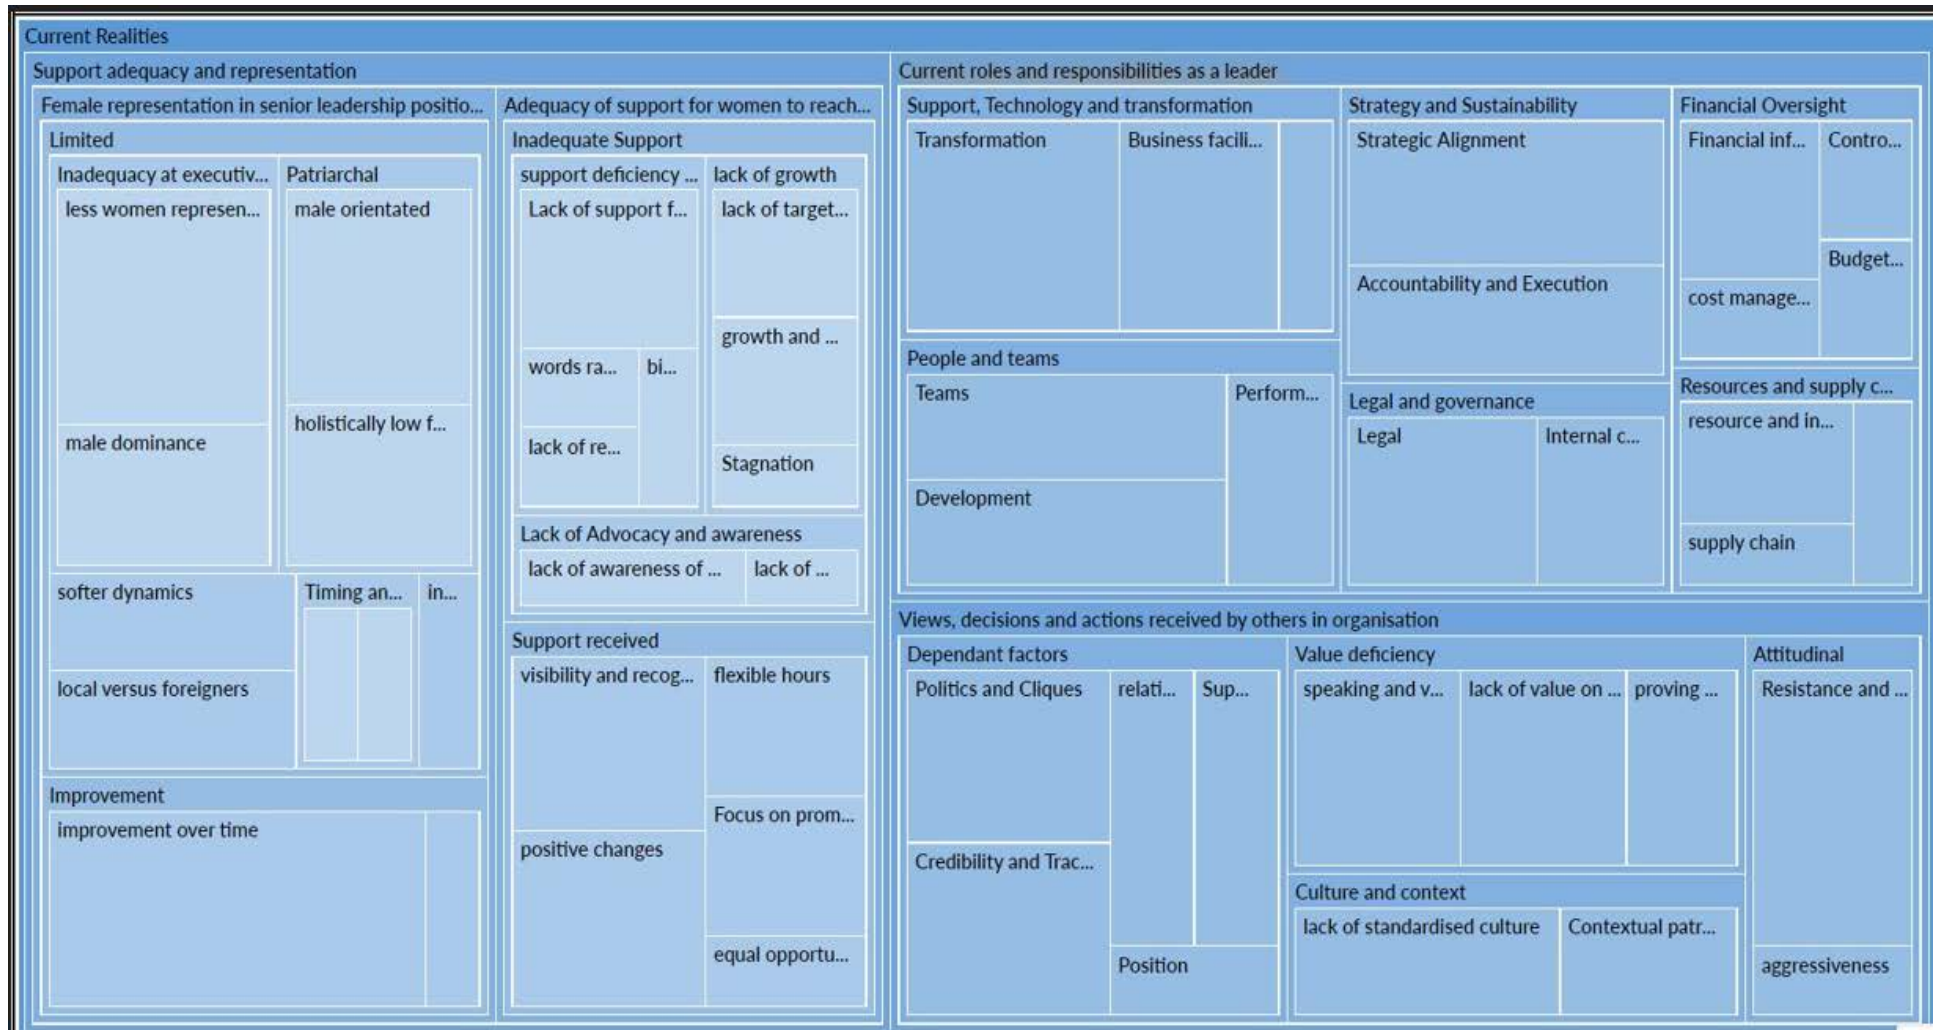 Current Realities
Support adequacy and representation
Female representation in senior leadership positio...
Limited
Inadequacy at executiv...
less women represen...
male dominance
Patriarchal
male orientated
holistically low f...
softer dynamics
local versus foreigners
Timing an...
in...
Improvement
improvement over time
Adequacy of support for women to reach...
Inadequate Support
support deficiency ...
Lack of support f...
words ra...
bi...
lack of re...
lack of growth
lack of target...
growth and ...
Stagnation
Lack of Advocacy and awareness
lack of awareness of ...
lack of ...
Support received
visibility and recog...
positive changes
flexible hours
Focus on prom...
equal opportu...
Current roles and responsibilities as a leader
Support, Technology and transformation
Transformation
Business facili...
People and teams
Teams
Development
Perform...
Strategy and Sustainability
Strategic Alignment
Accountability and Execution
Legal and governance
Legal
Internal c...
Financial Oversight
Financial inf...
cost manage...
Contro...
Budget...
Resources and supply c...
resource and in...
supply chain
Views, decisions and actions received by others in organisation
Dependant factors
Politics and Cliques
Credibility and Trac...
relati...
Sup...
Position
Value deficiency
speaking and v...
lack of value on ...
proving ...
Culture and context
lack of standardised culture
Contextual patr...
Attitudinal
Resistance and ...
aggressiveness